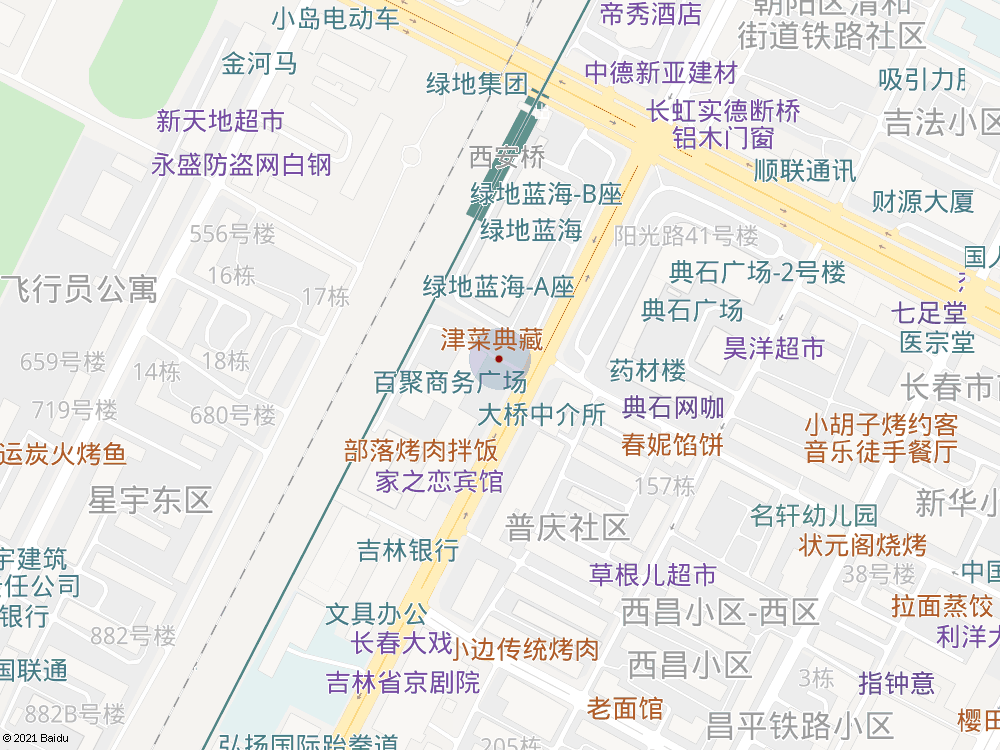 小岛电动车
帝秀酒店
朝阳区清和
街道铁路社区
金河马
绿地集团
中德新亚建材
吸引力
长虹实德断桥
铝木门窗
新天地超市
吉法小区
西安桥
永盛防盗网白钢
顺联通讯
绿地蓝海-B座
财源大厦
绿地蓝海
556号楼
阳光路41号楼
国人
16栋
典石广场-2号楼
飞行员公寓
绿地蓝海-A座
17栋
典石广场
七足堂
津菜典藏
医宗堂
昊洋超市
659号楼
18栋
14栋
药材楼
百聚商务广场
长春市
719号楼
680号楼
大桥中介所
典石网咖
小胡子烤约客
音乐徒手餐厅
运炭火烤鱼
部落烤肉拌饭
春妮馅饼
家之恋宾馆
157栋
星宇东区
新华小
名轩幼儿园
普庆社区
吉林银行
状元阁烧烤
宇建筑
责任公司
草根儿超市
38号楼
中国
银行
文具办公
西昌小区-西区
拉面蒸饺
882号楼
长春大戏
小边传统烤肉
利洋大
国联通
西昌小区
吉林省京剧院
3栋
指钟意
882B号楼
老面馆
昌平铁路小区
樱田
弘扬国际跆拳道
205栋
© 2021 Baidu